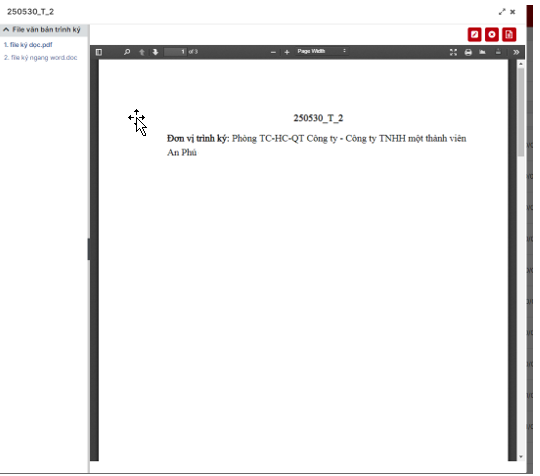 250530_T_2
File văn bản trình ký
1. file ký dọc.pdf
2. file ký ngang word.doc
1 of 3
Page Width
250530_T_2
Đơn vị trình ký: Phòng TC-HC-QT Công ty - Công ty TNHH một thành viên
An Phú